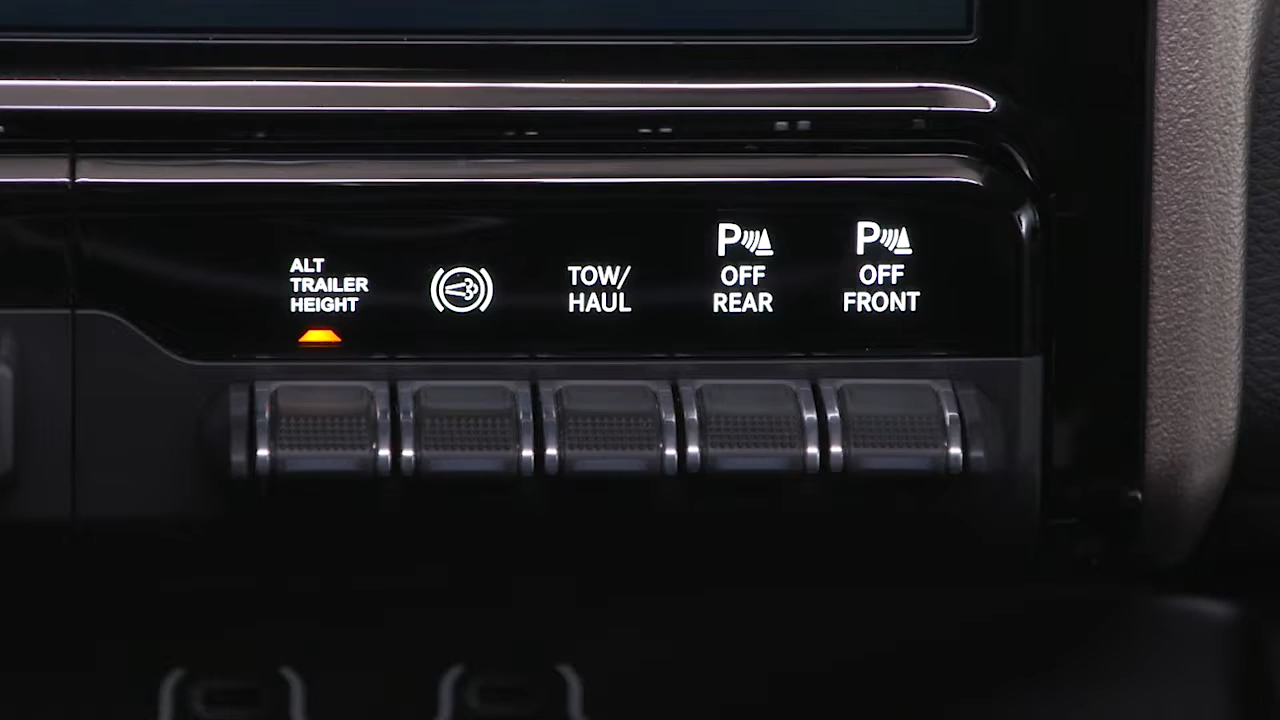 ALT
TRAILER
HEIGHT
TOW/
HAUL
P
OFF
REAR
P
OFF
FRONT